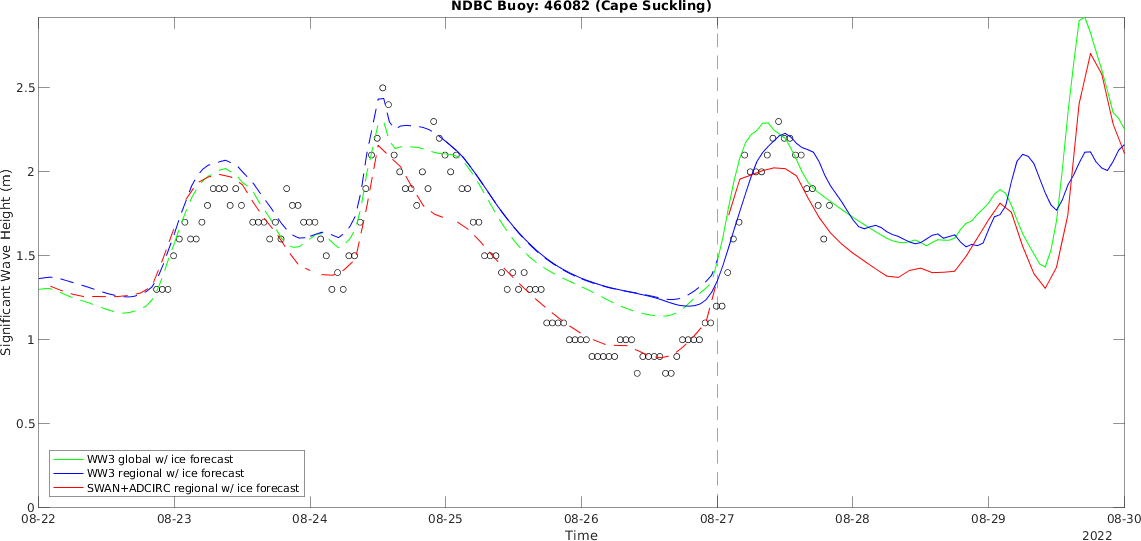 NDBC Buoy: 46082 (Cape Suckling)
Significant Wave Height (m)
2.5
2
1.5
1
0.5
0
WW3 global w/ ice forecast
WW3 regional w/ ice forecast
SWAN+ADCIRC regional w/ ice forecast
08-22 08-23 08-24 08-25 08-26 08-27 08-28 08-29 08-30
Time
2022